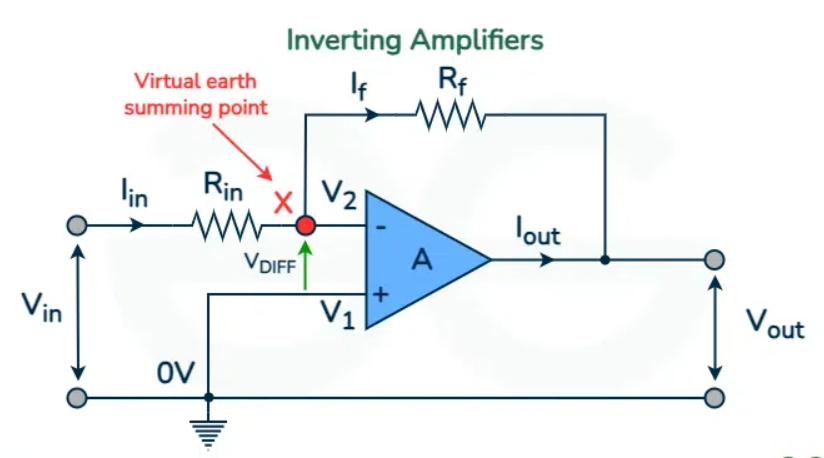 Inverting Amplifiers
Virtual earth
summing point
If
Rf
Iin
Rin
X
V2
-
VDIFF
A
Iout
Vin
+
V1
Vout
0V